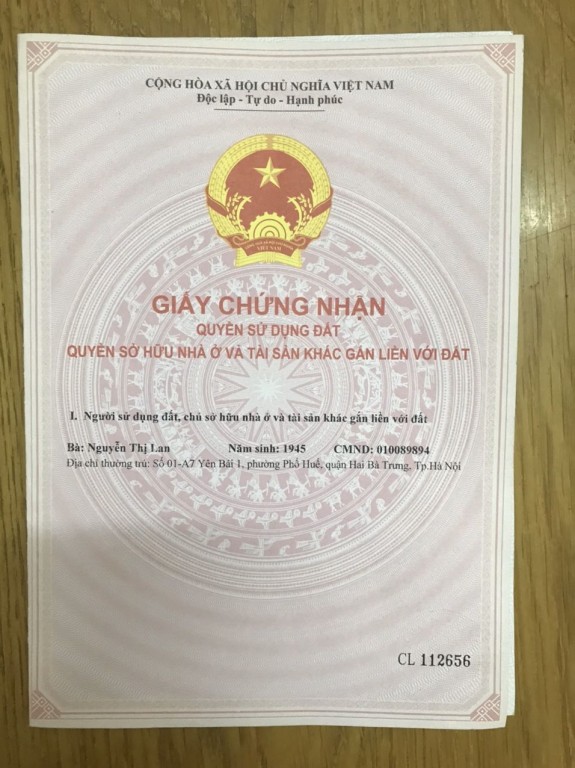 CỘNG HÒA XÃ HỘI CHỦ NGHĨA VIỆT NAM
Độc lập - Tự do - Hạnh phúc
VIỆT NAM
GIẤY CHỨNG NHẬN
QUYỀN SỬ DỤNG ĐẤT
QUYỀN SỞ HỮU NHÀ Ở VÀ TÀI SẢN KHÁC GẮN LIỀN VỚI ĐẤT
I. Người sử dụng đất, chủ sở hữu nhà ở và tài sản khác gắn liền với đất
Bà: Nguyễn Thị Lan Năm sinh: 1945 CMND: 010089894
Địa chỉ thường trú: Số 01-A7 Yên Bái 1, phường Phố Huế, quận Hai Bà Trưng, Tp.Hà Nội
CL 112656